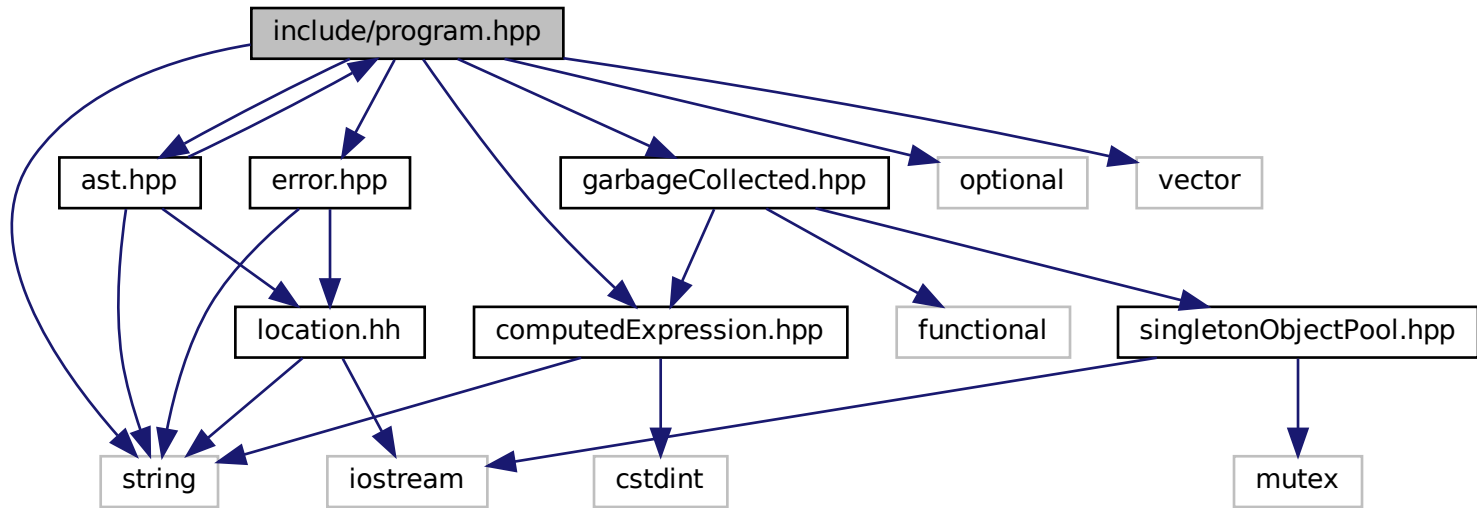 include/program.hpp
ast.hpp
error.hpp
garbageCollected.hpp
optional
vector
location.hh
computedExpression.hpp
functional
singletonObjectPool.hpp
string
iostream
cstdint
mutex